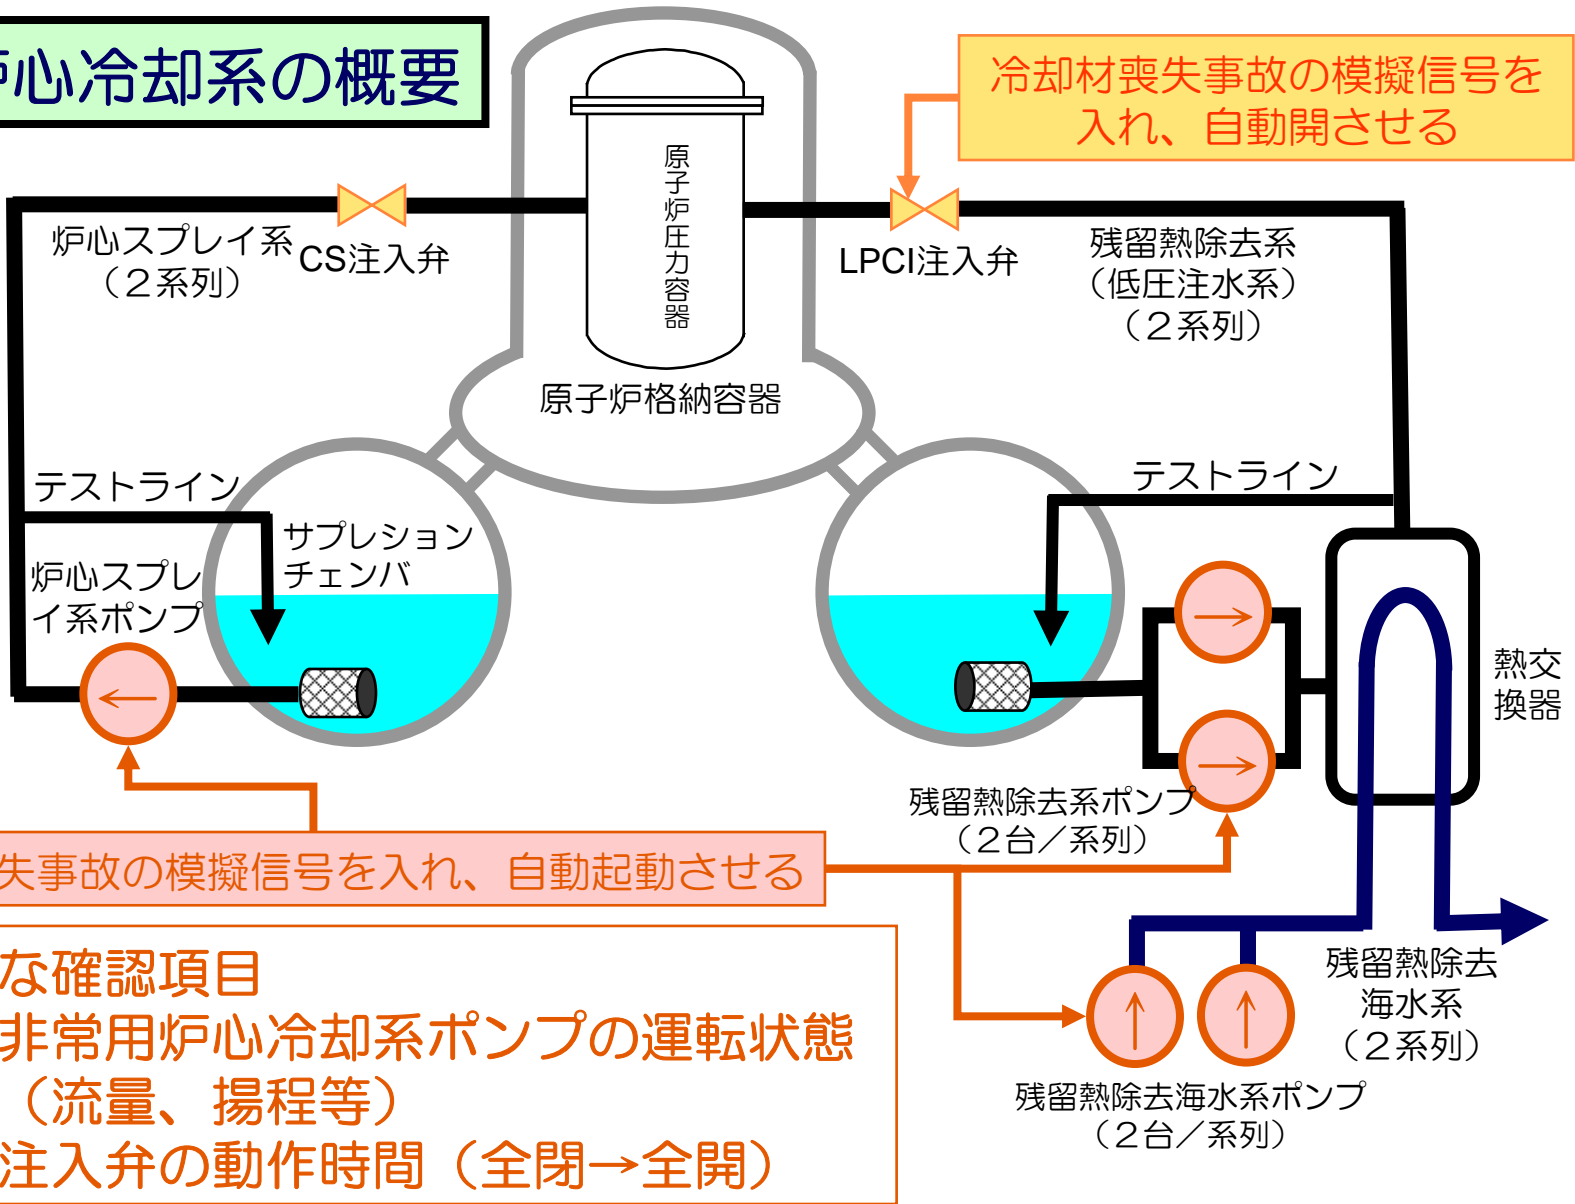 心冷却系の概要
冷却材喪失事故の模擬信号を
入れ、自動開させる
原子炉圧力容器
炉心スプレイ系
（２系列）
CS注入弁
LPCI注入弁
残留熱除去系
（低圧注水系）
（２系列）
原子炉格納容器
テストライン
テストライン
サプレション
チェンバ
炉心スプレ
イ系ポンプ
熱交
換器
残留熱除去系ポンプ
（２台／系列）
失事故の模擬信号を入れ、自動起動させる
な確認項目
非常用炉心冷却系ポンプの運転状態
（流量、揚程等）
注入弁の動作時間（全閉→全開）
残留熱除去
海水系
（２系列）
残留熱除去海水系ポンプ
（２台／系列）